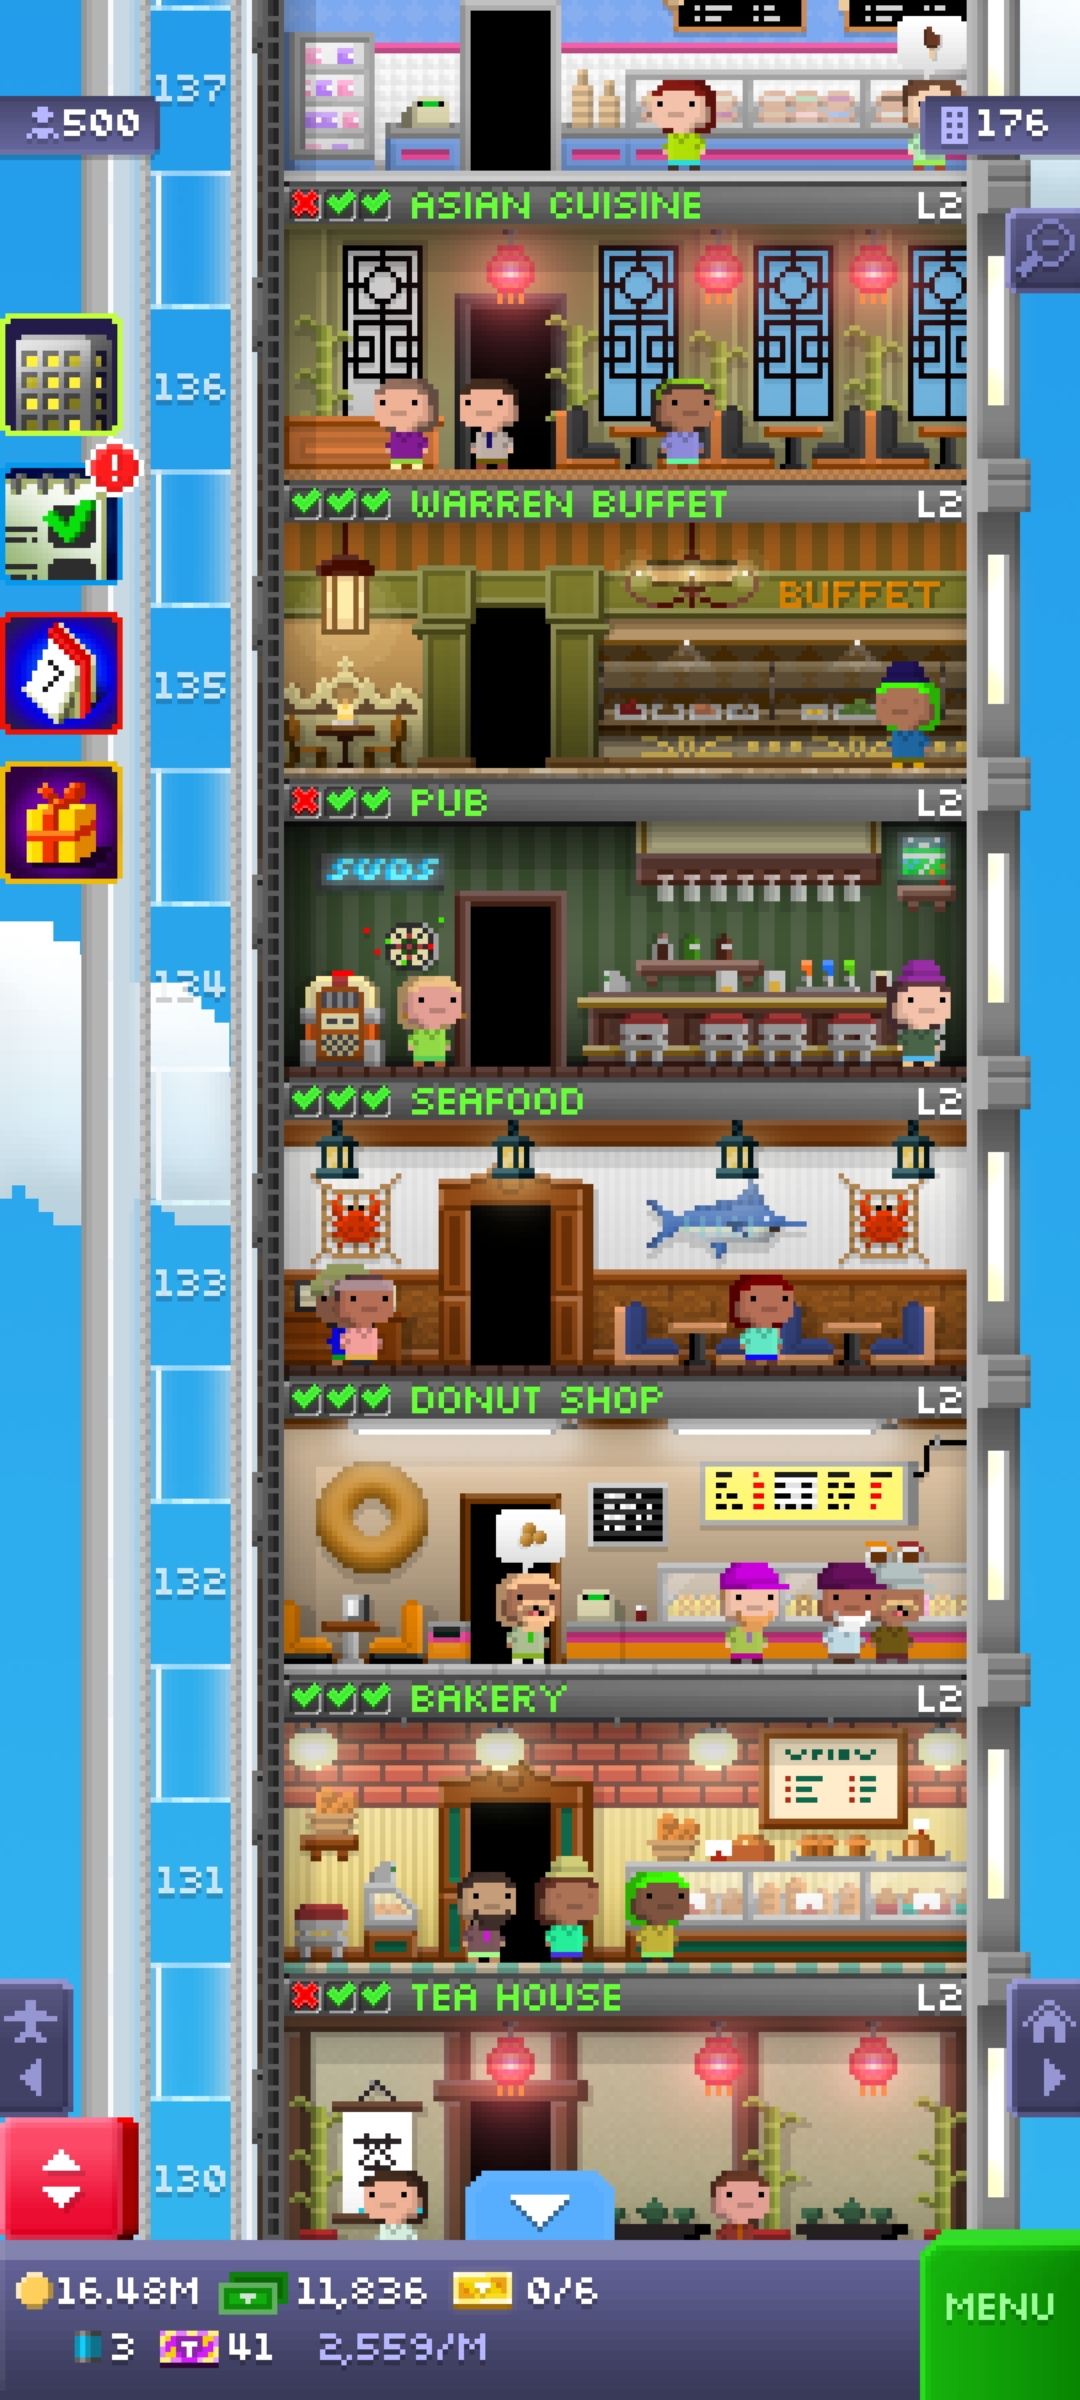 137
500
176
ASIAN CUISINE L2
136
WARREN BUFFET L2
BUFFET
135
PUB L2
SUDS
134
SEAFOOD L2
133
DONUT SHOP L2
132
BAKERY L2
131
TEA HOUSE L2
130
16.48M 11,836 0/6
3 41 2,559/M
MENU